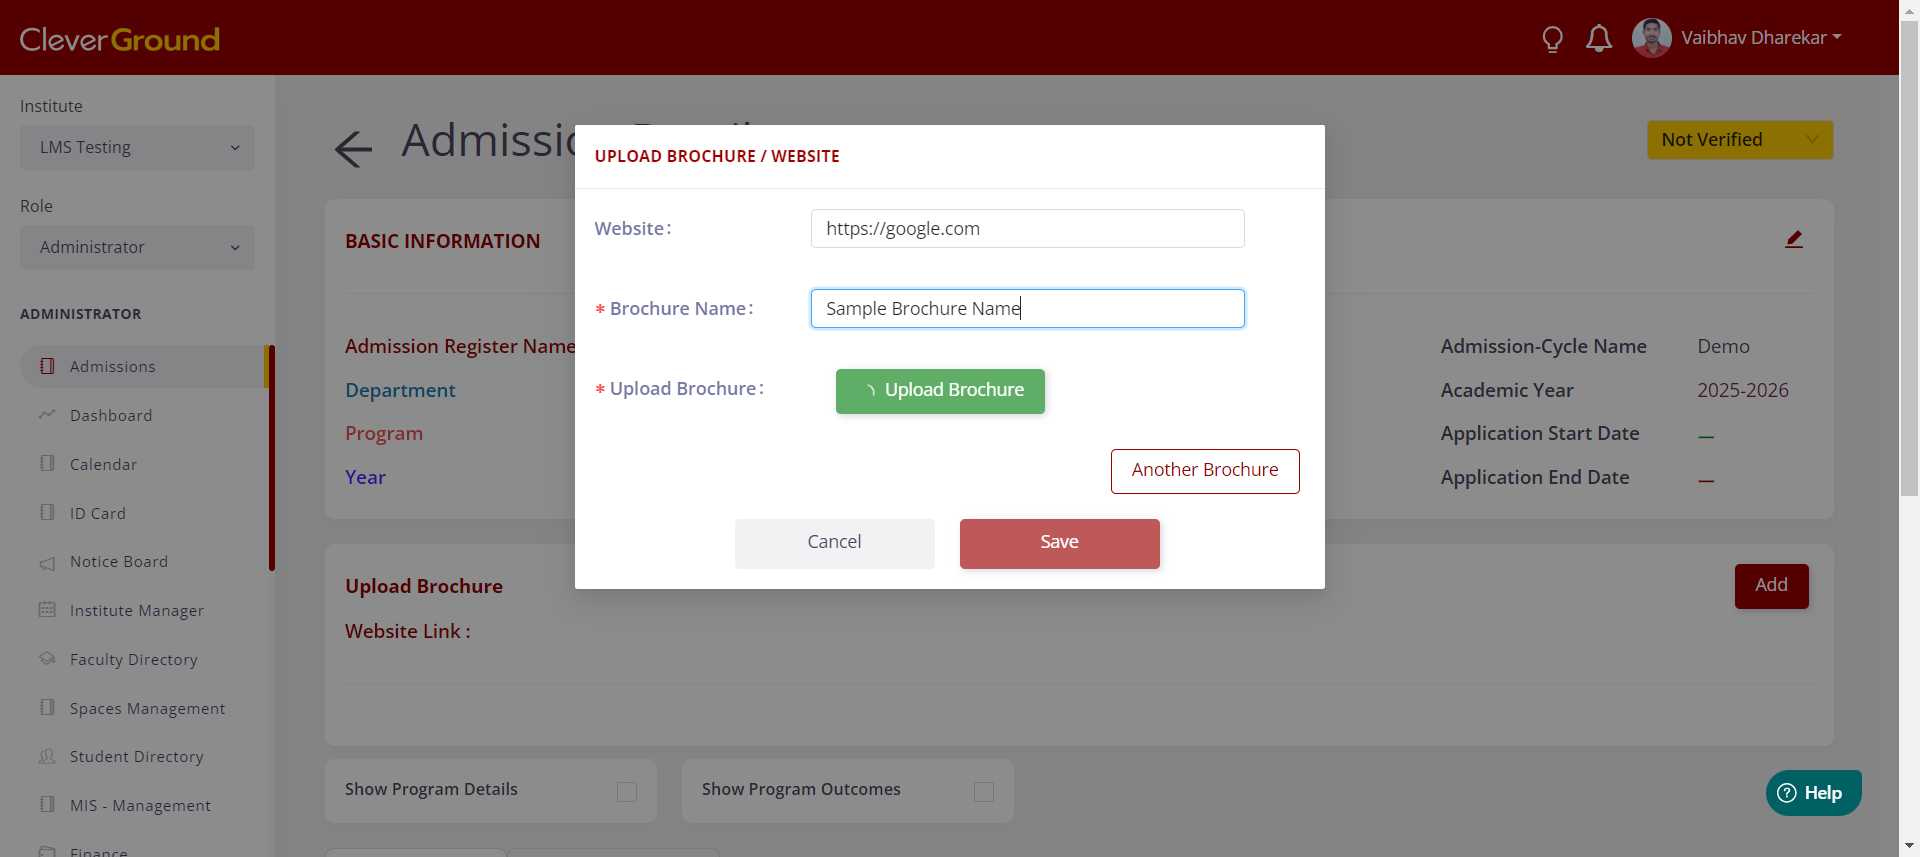 CleverGround
Vaibhav Dharekar
Institute
LMS Testing
Role
Administrator
ADMINISTRATOR
Admissions
Dashboard
Calendar
ID Card
Notice Board
Institute Manager
Faculty Directory
Spaces Management
Student Directory
MIS - Management
Finance
Not Verified
UPLOAD BROCHURE / WEBSITE
Website:
https://google.com
* Brochure Name:
Sample Brochure Name
* Upload Brochure:
Upload Brochure
Another Brochure
Cancel
Save
BASIC INFORMATION
Admission Register Name
Department
Program
Year
Admission-Cycle Name Demo
Academic Year 2025-2026
Application Start Date —
Application End Date —
Upload Brochure
Add
Website Link :
Show Program Details
Show Program Outcomes
Help